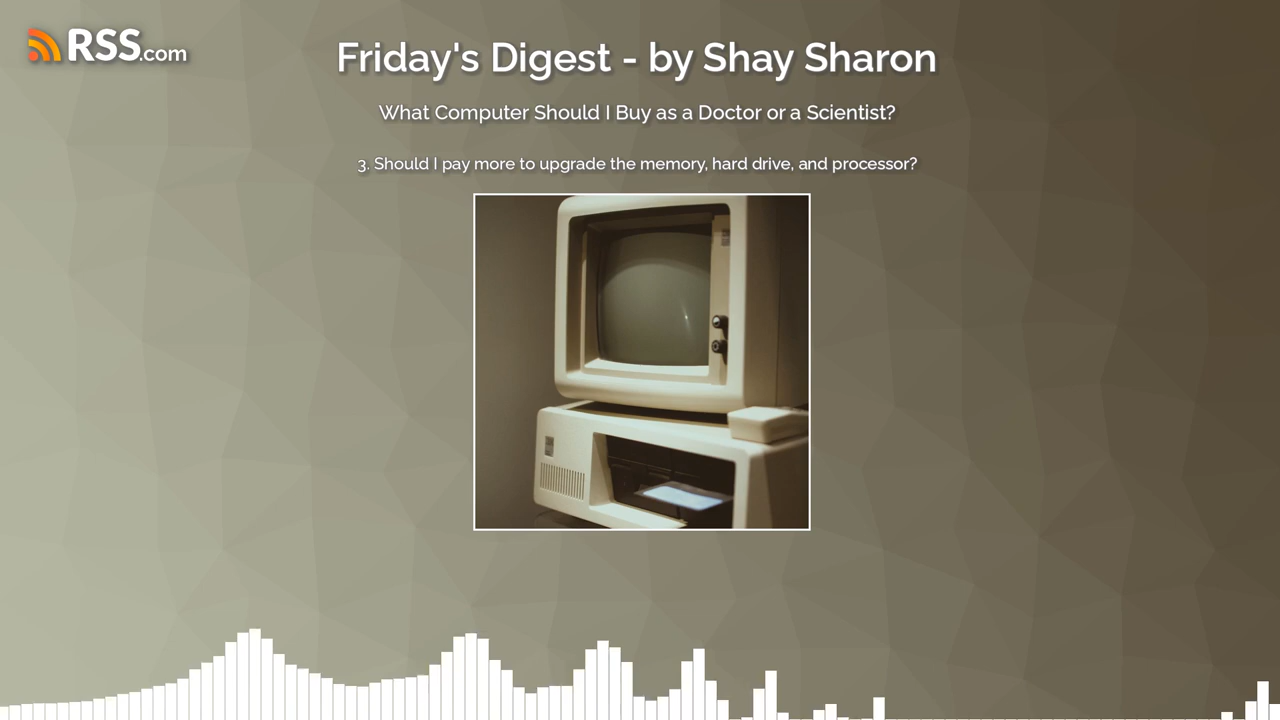 RSS.com
Friday's Digest - by Shay Sharon
What Computer Should I Buy as a Doctor or a Scientist?
3. Should I pay more to upgrade the memory, hard drive, and processor?